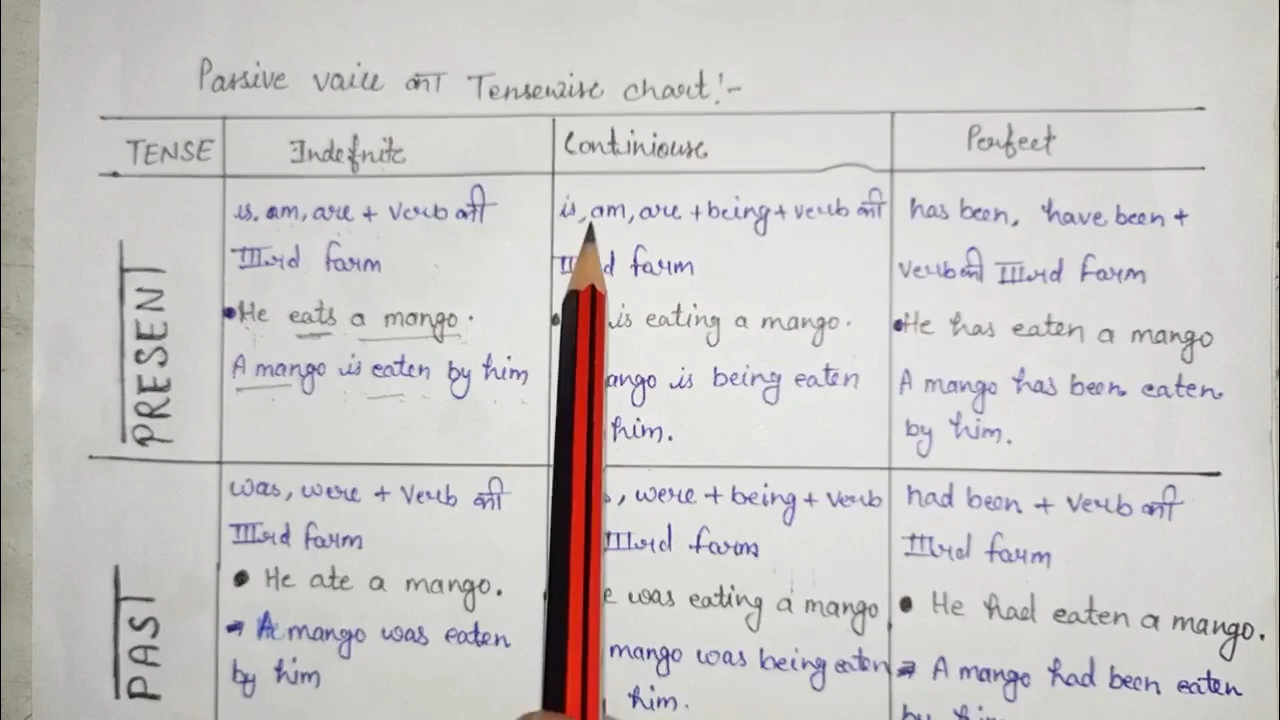 Passive voice का Tensewise chart:-
TENSE
Indefnite
Continiouse
Perfect
PRESENT
is, am, are + verb की
IIIrd farm
•He eats a mango.
A mango is eaten by him
is, am, are + being + verb की
farm
is eating a mango.
is being eaten
him.
has been, have been +
verb की IIIrd farm
•He has eaten a mango
A mango has been eaten
by him.
PAST
was, were + Verb की
IIIrd farm
• He ate a mango.
→ A mango was eaten
by him
, were + being + verb
IIIrd farm
was eating a mango
mango was being eaten
him.
had been + verb की
IIIrd farm
• He had eaten a mango.
→ A mango had been eaten